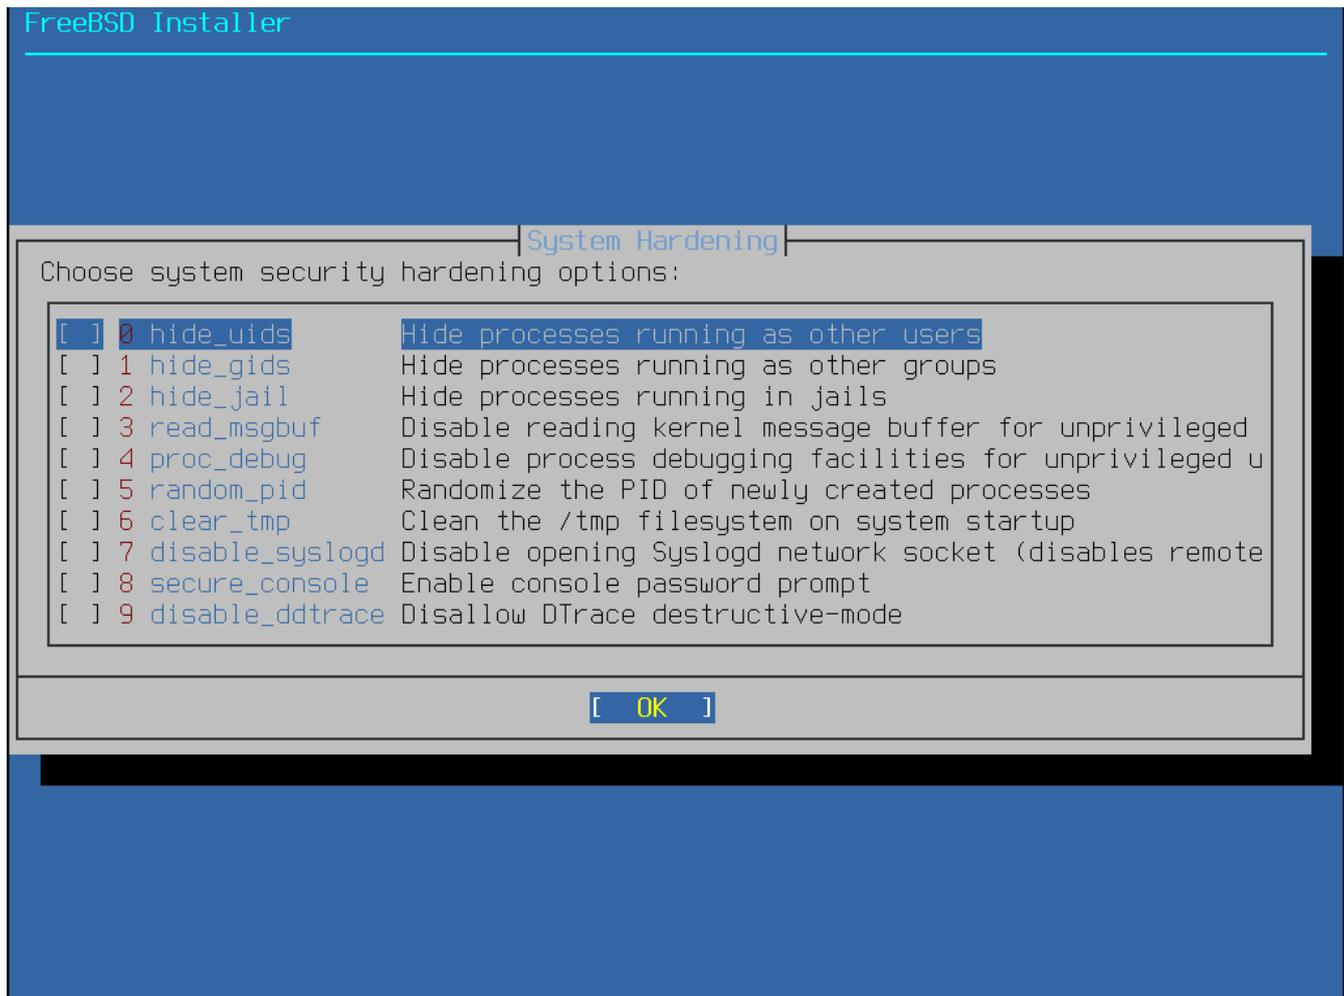 FreeBSD Installer
System Hardening
Choose system security hardening options:
[ ] 0 hide_uids Hide processes running as other users
[ ] 1 hide_gids Hide processes running as other groups
[ ] 2 hide_jail Hide processes running in jails
[ ] 3 read_msgbuf Disable reading kernel message buffer for unprivileged
[ ] 4 proc_debug Disable process debugging facilities for unprivileged u
[ ] 5 random_pid Randomize the PID of newly created processes
[ ] 6 clear_tmp Clean the /tmp filesystem on system startup
[ ] 7 disable_syslogd Disable opening Syslogd network socket (disables remote
[ ] 8 secure_console Enable console password prompt
[ ] 9 disable_ddtrace Disallow DTrace destructive-mode
[ OK ]